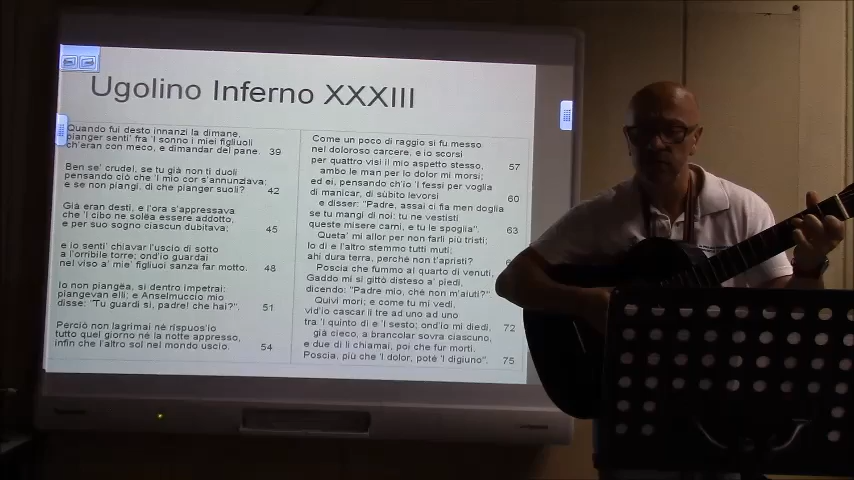 Ugolino Inferno XXXIII
Quando fui desto innanzi la dimane,
pianger senti' fra 'l sonno i miei figliuoli
ch'eran con meco, e dimandar del pane. 39
Ben se' crudel, se tu già non ti duoli
pensando ciò che 'l mio cor s'annunziava;
e se non piangi, di che pianger suoli? 42
Già eran desti, e l'ora s'appressava
che 'l cibo ne solëa essere addotto,
e per suo sogno ciascun dubitava; 45
e io senti' chiavar l'uscio di sotto
a l'orribile torre; ond'io guardai
nel viso a' mie' figliuoi sanza far motto. 48
Io non piangëa, sì dentro impetrai:
piangevan elli; e Anselmuccio mio
disse: "Tu guardi sì, padre! che hai?". 51
Perciò non lagrimai né rispuos'io
tutto quel giorno né la notte appresso,
infin che l'altro sol nel mondo uscìo. 54
Come un poco di raggio si fu messo
nel doloroso carcere, e io scorsi
per quattro visi il mio aspetto stesso, 57
ambo le man per lo dolor mi morsi;
ed ei, pensando ch'io 'l fessi per voglia
di manicar, di sùbito levorsi 60
e disser: "Padre, assai ci fia men doglia
se tu mangi di noi: tu ne vestisti
queste misere carni, e tu le spoglia". 63
Queta' mi allor per non farli più tristi;
lo dì e l'altro stemmo tutti muti;
ahi dura terra, perché non t'apristi?
Poscia che fummo al quarto dì venuti,
Gaddo mi si gittò disteso a' piedi,
dicendo: "Padre mio, ché non m'aiuti?"
Quivi morì; e come tu mi vedi,
vid'io cascar li tre ad uno ad uno
tra 'l quinto dì e 'l sesto; ond'io mi diedi, 72
già cieco, a brancolar sovra ciascuno,
e due dì li chiamai, poi che fur morti.
Poscia, più che 'l dolor, poté 'l digiuno". 75